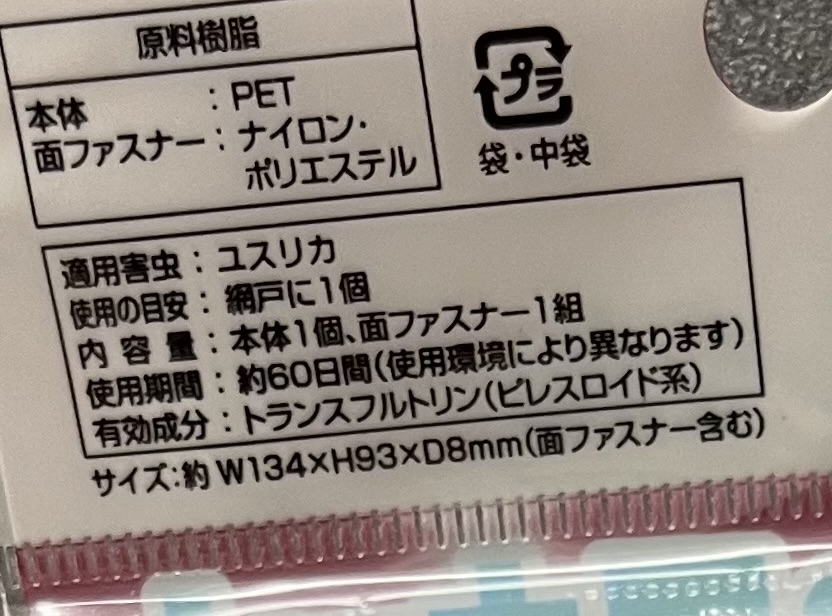 原料樹脂
本体　　　　：PET
面ファスナー：ナイロン・
ポリエステル
プラ
袋・中袋
適用害虫：ユスリカ
使用の目安：網戸に1個
内容量：本体1個、面ファスナー1組
使用期間：約60日間(使用環境により異なります)
有効成分：トランスフルトリン(ピレスロイド系)
サイズ:約 W134×H93×D8mm(面ファスナー含む)